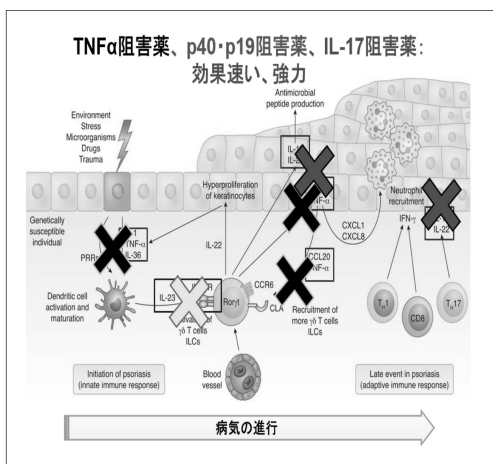 TNFα阻害薬、p40・p19阻害薬、IL-17阻害薬：
効果速い、強力
Antimicrobial
peptide production
Environment
Stress
Microorganisms
Drugs
Trauma
Hyperproliferation
of keratinocytes
Neutrophil
recruitment
Genetically
susceptible
individual
TNF-α
IL-36
CXCL1
CXCL8
IFN-γ
IL-22
IL-22
CCL20
CCR6
Rorγt
CLA
IL-23
Dendritic cell
activation and
maturation
γδ T cells
ILCs
Recruitment of
more γδ T cells
ILCs
TH1
CD8
TH17
Initiation of psoriasis
(innate immune response)
Blood
vessel
Late event in psoriasis
(adaptive immune response)
病気の進行